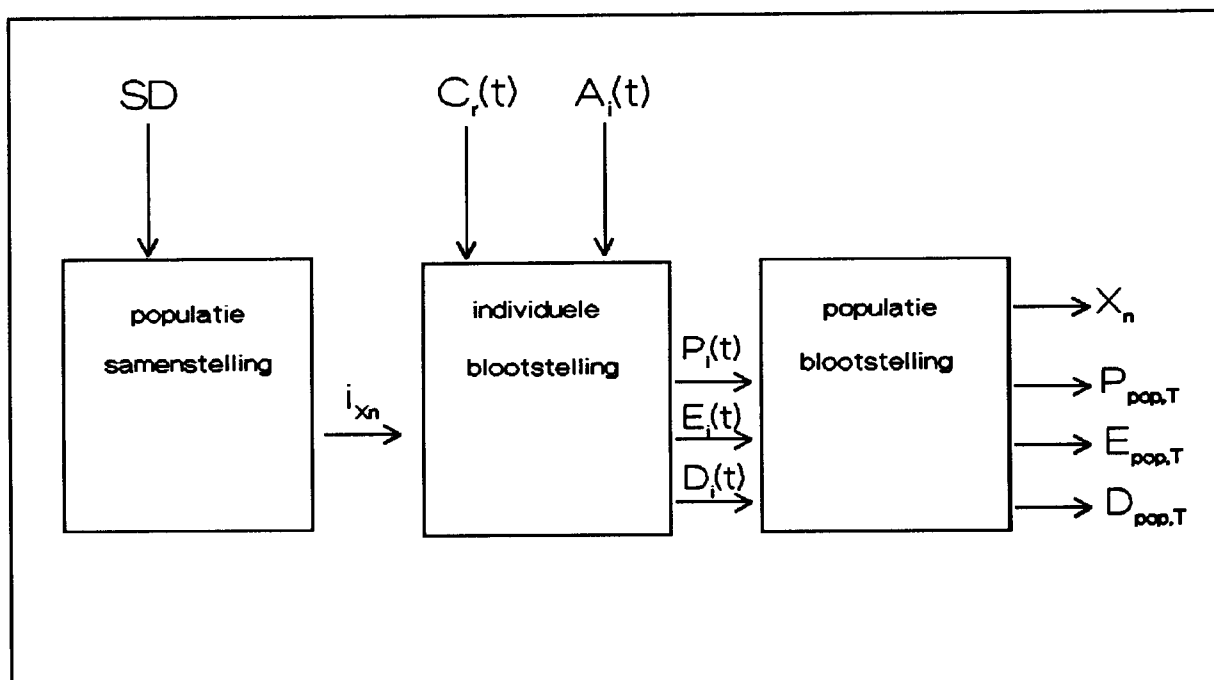 SD
C_r(t)
A_i(t)
populatie
samenstelling
i_xn
individuele
blootstelling
P_i(t)
E_i(t)
D_i(t)
populatie
blootstelling
X_n
P_pop,T
E_pop,T
D_pop,T